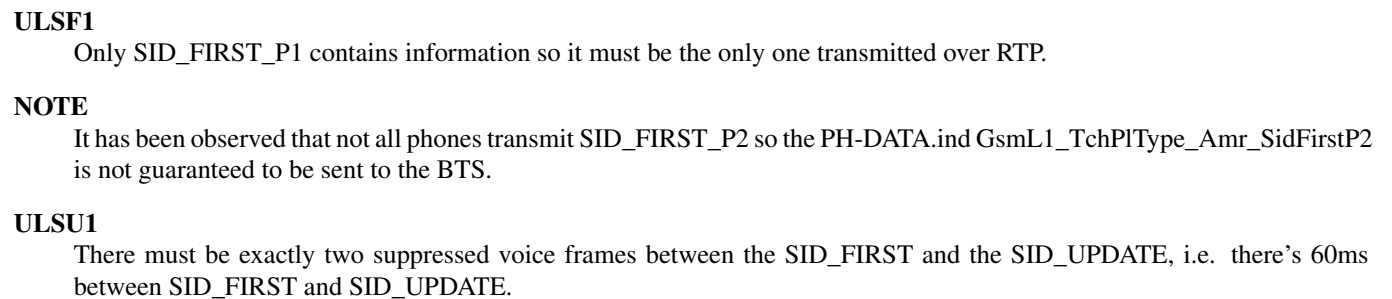 ULSF1
Only SID_FIRST_P1 contains information so it must be the only one transmitted over RTP.
NOTE
It has been observed that not all phones transmit SID_FIRST_P2 so the PH-DATA.ind GsmL1_TchPlType_Amr_SidFirstP2
is not guaranteed to be sent to the BTS.
ULSU1
There must be exactly two suppressed voice frames between the SID_FIRST and the SID_UPDATE, i.e. there's 60ms
between SID_FIRST and SID_UPDATE.